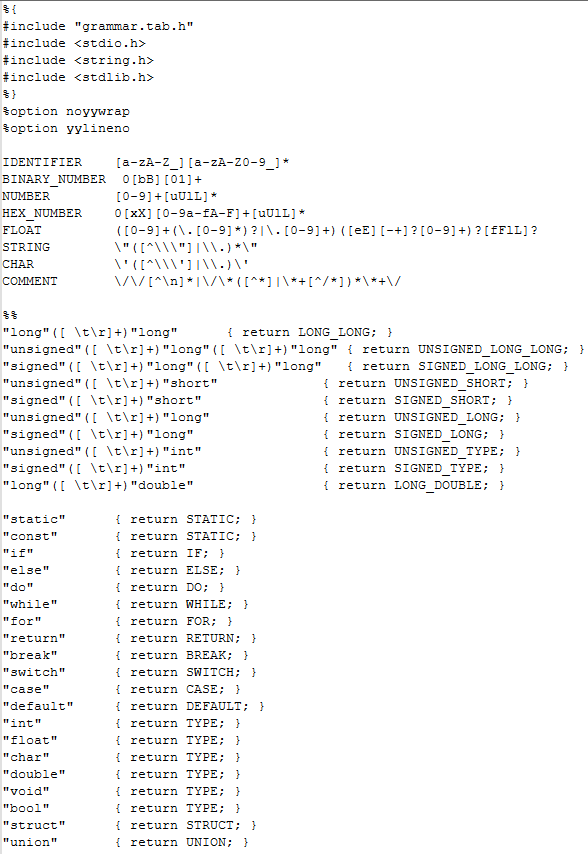 %{
#include "grammar.tab.h"
#include <stdio.h>
#include <string.h>
#include <stdlib.h>
%}
%option noyywrap
%option yylineno
IDENTIFIER    [a-zA-Z_][a-zA-Z0-9_]*
BINARY_NUMBER  0[bB][01]+
NUMBER        [0-9]+[uUlL]*
HEX_NUMBER    0[xX][0-9a-fA-F]+[uUlL]*
FLOAT         ([0-9]+(\.[0-9]*)?|\.[0-9]+)([eE][-+]?[0-9]+)?[fFlL]?
STRING        \"([^\\\"]|\\.)*\"
CHAR          \'([^\\\']|\\.)\'
COMMENT       \/\/[^\n]*|\/\*([^*]|\*+[^/*])*\*+\/
%%
"long"([ \t\r]+)"long"      { return LONG_LONG; }
"unsigned"([ \t\r]+)"long"([ \t\r]+)"long" { return UNSIGNED_LONG_LONG; }
"signed"([ \t\r]+)"long"([ \t\r]+)"long"   { return SIGNED_LONG_LONG; }
"unsigned"([ \t\r]+)"short"             { return UNSIGNED_SHORT; }
"signed"([ \t\r]+)"short"               { return SIGNED_SHORT; }
"unsigned"([ \t\r]+)"long"              { return UNSIGNED_LONG; }
"signed"([ \t\r]+)"long"                { return SIGNED_LONG; }
"unsigned"([ \t\r]+)"int"               { return UNSIGNED_TYPE; }
"signed"([ \t\r]+)"int"                 { return SIGNED_TYPE; }
"long"([ \t\r]+)"double"                { return LONG_DOUBLE; }
"static"      { return STATIC; }
"const"       { return STATIC; }
"if"          { return IF; }
"else"        { return ELSE; }
"do"          { return DO; }
"while"       { return WHILE; }
"for"         { return FOR; }
"return"      { return RETURN; }
"break"       { return BREAK; }
"switch"      { return SWITCH; }
"case"        { return CASE; }
"default"     { return DEFAULT; }
"int"         { return TYPE; }
"float"       { return TYPE; }
"char"        { return TYPE; }
"double"      { return TYPE; }
"void"        { return TYPE; }
"bool"        { return TYPE; }
"struct"      { return STRUCT; }
"union"       { return UNION; }